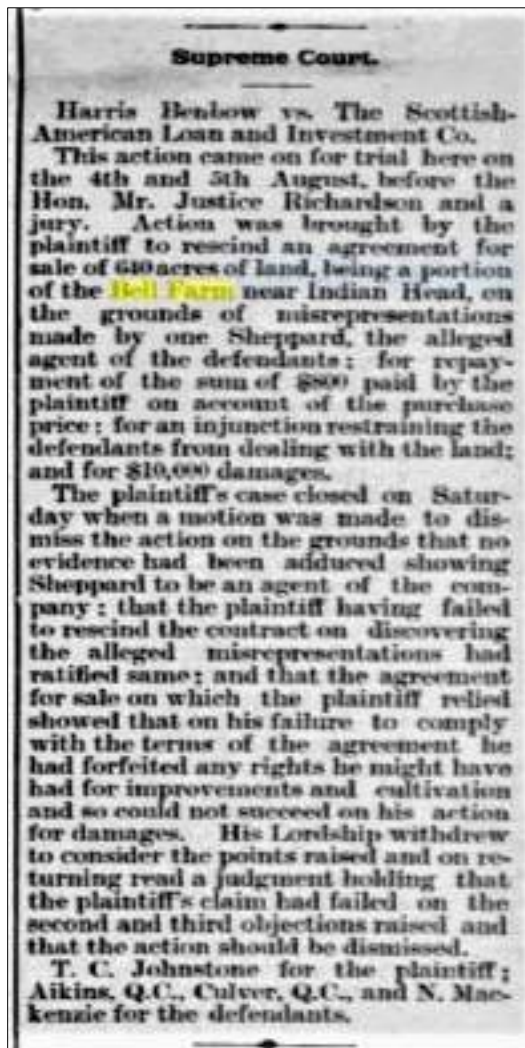 Supreme Court.
Harris Benbow vs. The Scottish-
American Loan and Investment Co.
This action came on for trial here on
the 4th and 5th August, before the
Hon. Mr. Justice Richardson and a
jury. Action was brought by the
plaintiff to rescind an agreement for
sale of 640 acres of land, being a portion
of the Bell Farm near Indian Head, on
the grounds of misrepresentations
made by one Sheppard, the alleged
agent of the defendants; for repay-
ment of the sum of $800 paid by the
plaintiff on account of the purchase
price; for an injunction restraining the
defendants from dealing with the land;
and for $10,000 damages.
The plaintiff's case closed on Satur-
day when a motion was made to dis-
miss the action on the grounds that no
evidence had been adduced showing
Sheppard to be an agent of the com-
pany; that the plaintiff having failed
to rescind the contract on discovering
the alleged misrepresentations had
ratified same; and that the agreement
for sale on which the plaintiff relied
showed that on his failure to comply
with the terms of the agreement he
had forfeited any rights he might have
had for improvements and cultivation
and so could not succeed on his action
for damages. His Lordship withdrew
to consider the points raised and on re-
turning read a judgment holding that
the plaintiff's claim had failed on the
second and third objections raised and
that the action should be dismissed.
T. C. Johnstone for the plaintiff;
Aikins, Q.C., Culver, Q.C., and N. Mac-
kenzie for the defendants.